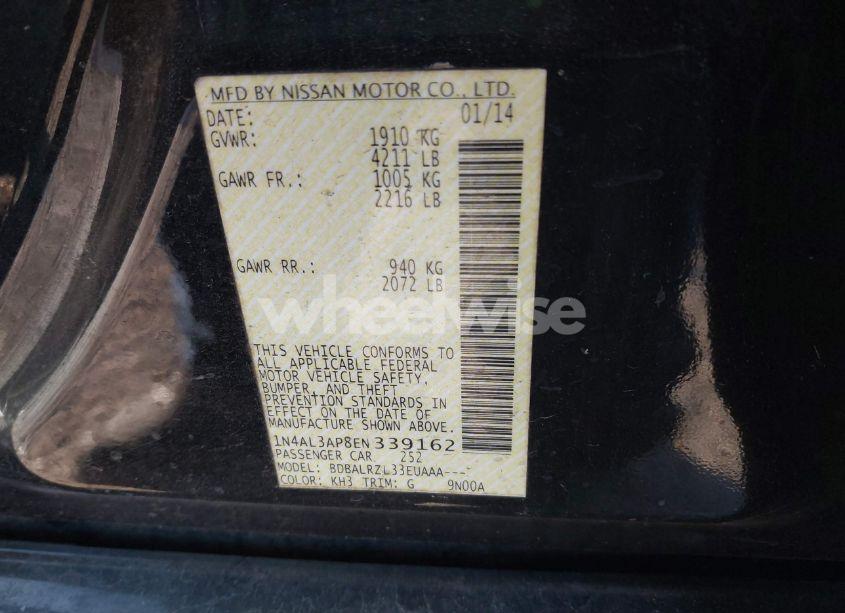 MFD BY NISSAN MOTOR CO., LTD.
DATE: 01/14
GVWR: 1910 KG
4211 LB
GAWR FR.: 1005 KG
2216 LB
GAWR RR.: 940 KG
2072 LB
wheelwise
THIS VEHICLE CONFORMS TO
ALL APPLICABLE FEDERAL
MOTOR VEHICLE SAFETY,
BUMPER, AND THEFT
PREVENTION STANDARDS IN
EFFECT ON THE DATE OF
MANUFACTURE SHOWN ABOVE.
1N4AL3AP8EN339162
PASSENGER CAR 252
MODEL: BDBALRZL33EUAAA---
COLOR: KH3 TRIM: G 9N00A